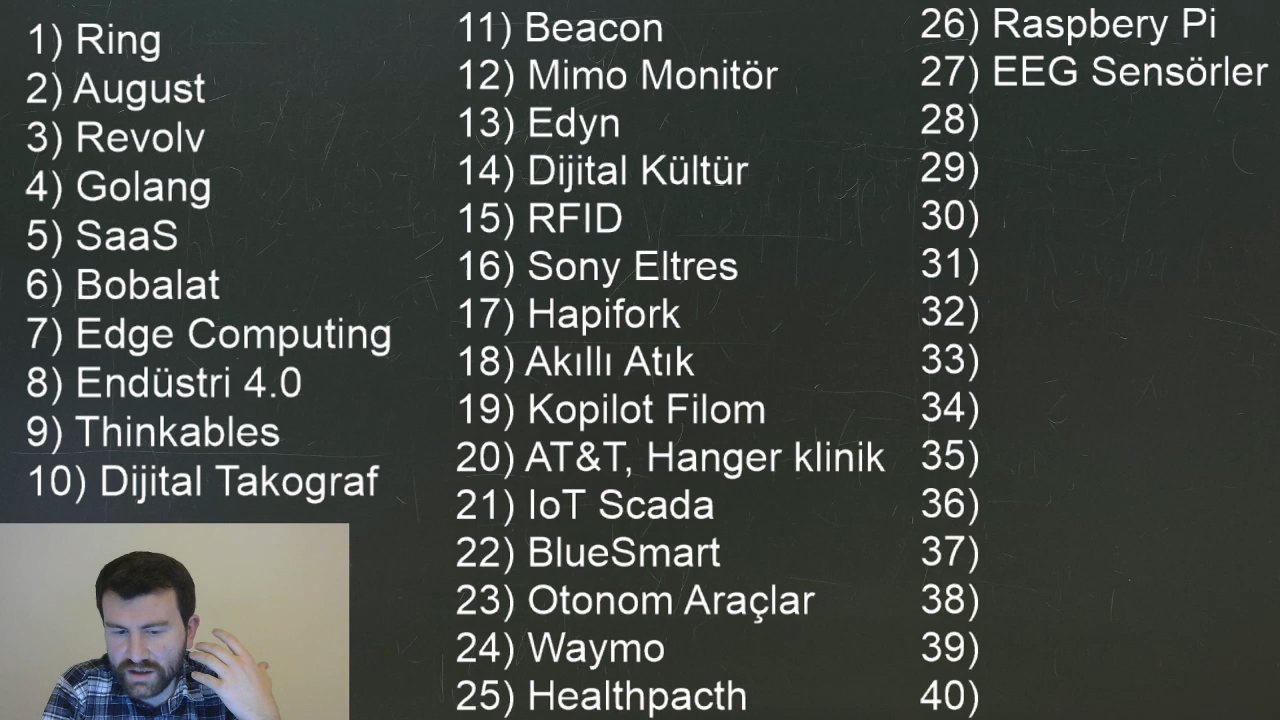 1) Ring
2) August
3) Revolv
4) Golang
5) SaaS
6) Bobalat
7) Edge Computing
8) Endüstri 4.0
9) Thinkables
10) Dijital Takograf
11) Beacon
12) Mimo Monitör
13) Edyn
14) Dijital Kültür
15) RFID
16) Sony Eltres
17) Hapifork
18) Akıllı Atık
19) Kopilot Filom
20) AT&T, Hanger klinik
21) IoT Scada
22) BlueSmart
23) Otonom Araçlar
24) Waymo
25) Healthpacth
26) Raspbery Pi
27) EEG Sensörler
28)
29)
30)
31)
32)
33)
34)
35)
36)
37)
38)
39)
40)